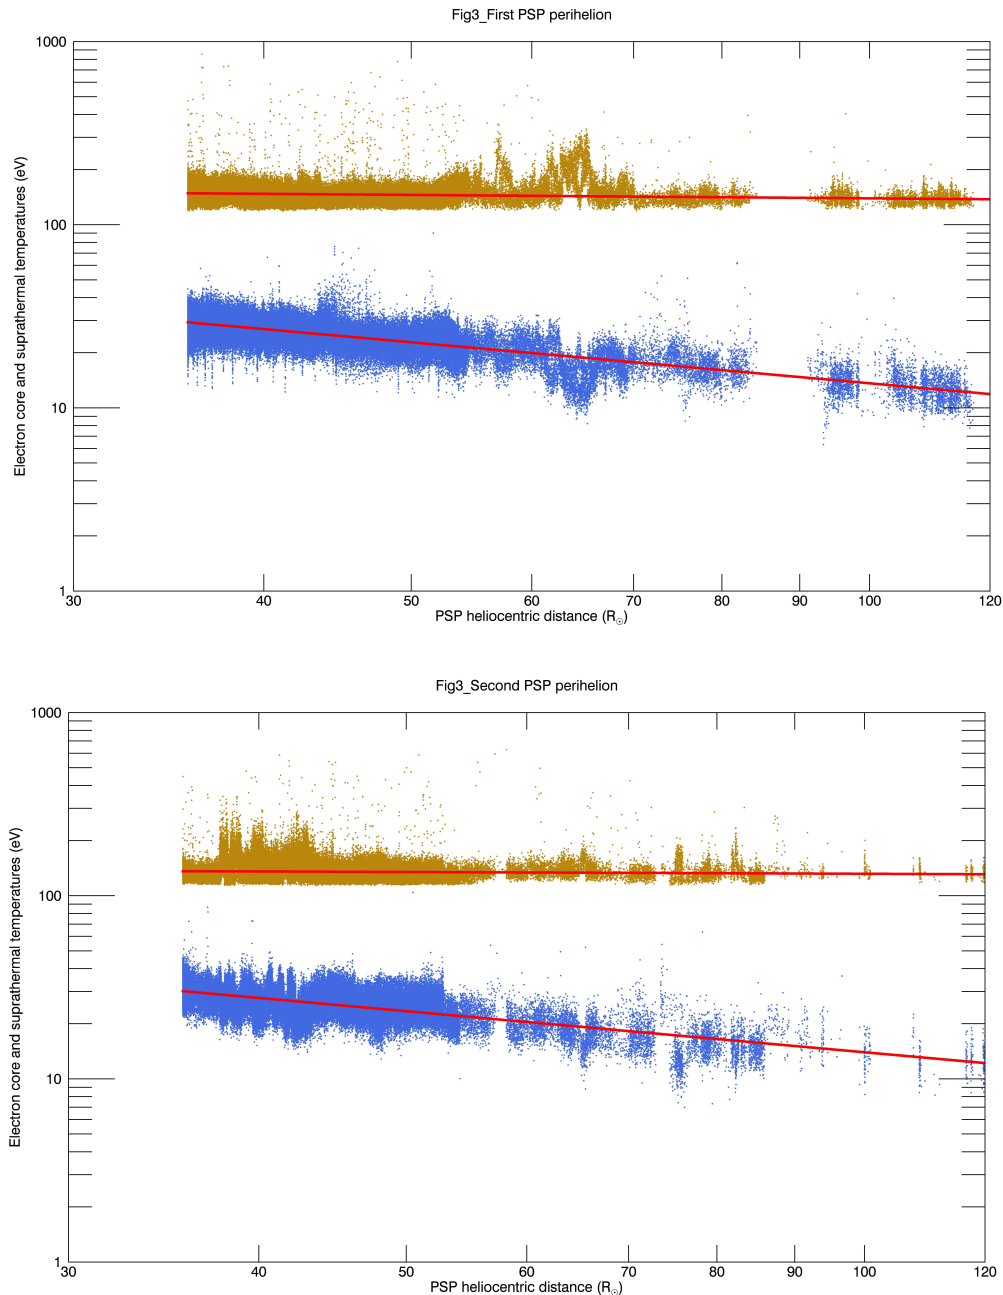 Fig3_First PSP perihelion
Electron core and suprathermal temperatures (eV)
1000
100
10
1
30 40 50 60 70 80 90 100 120
PSP heliocentric distance (R☉)
Fig3_Second PSP perihelion
Electron core and suprathermal temperatures (eV)
1000
100
10
1
30 40 50 60 70 80 90 100 120
PSP heliocentric distance (R☉)